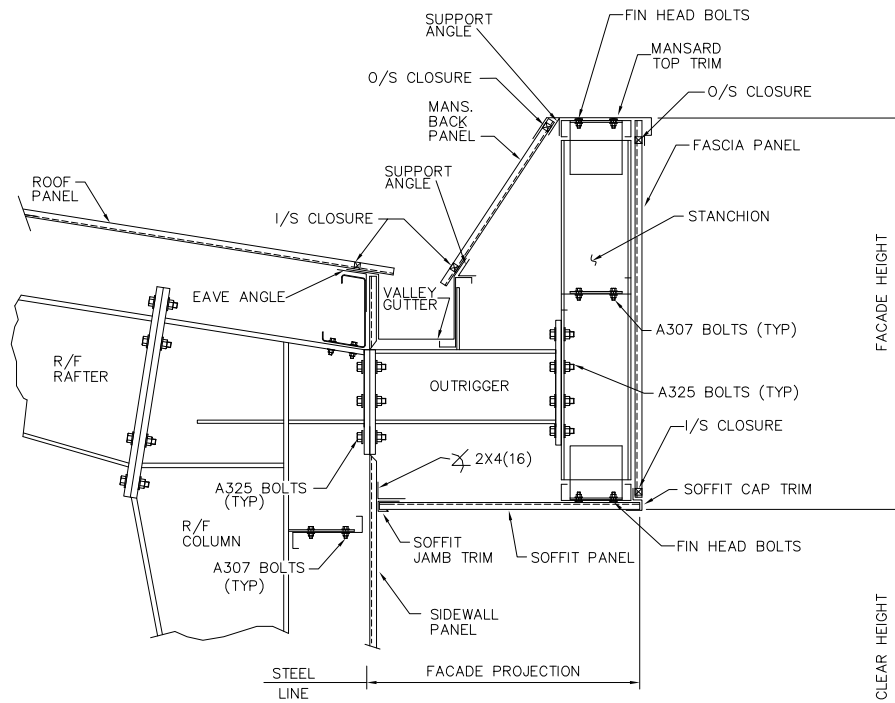 SUPPORT
ANGLE
FIN HEAD BOLTS
MANSARD
TOP TRIM
O/S CLOSURE
O/S CLOSURE
MANS.
BACK
PANEL
FASCIA PANEL
SUPPORT
ANGLE
ROOF
PANEL
I/S CLOSURE
STANCHION
FACADE HEIGHT
EAVE ANGLE
VALLEY
GUTTER
A307 BOLTS (TYP)
R/F
RAFTER
OUTRIGGER
A325 BOLTS (TYP)
I/S CLOSURE
2X4(16)
A325 BOLTS
(TYP)
SOFFIT CAP TRIM
R/F
COLUMN
SOFFIT
JAMB TRIM
SOFFIT PANEL
FIN HEAD BOLTS
A307 BOLTS
(TYP)
SIDEWALL
PANEL
CLEAR HEIGHT
STEEL
LINE
FACADE PROJECTION